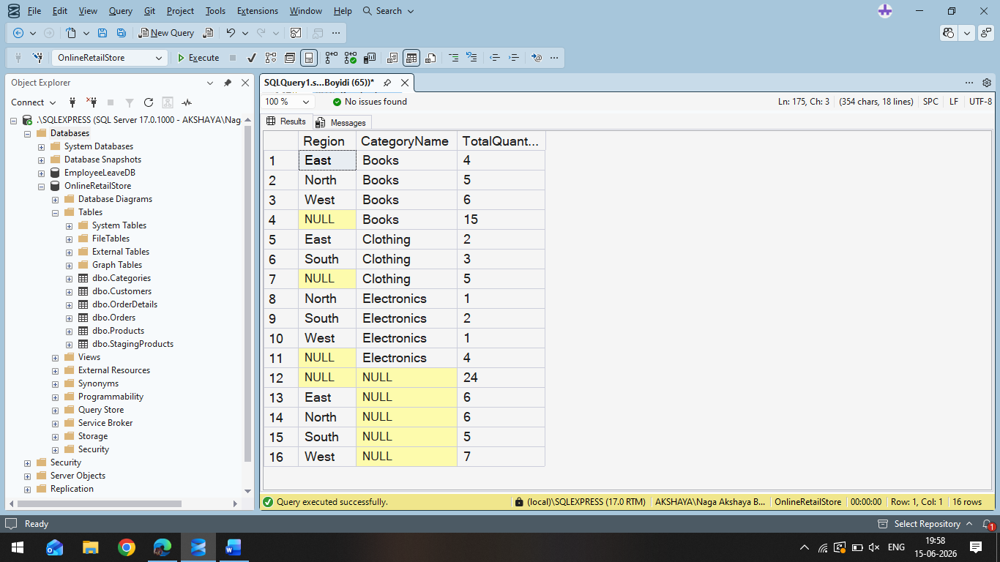 File Edit View Query Git Project Tools Extensions Window Help Search
New Query
OnlineRetailStore Execute
Object Explorer
Connect
.\SQLEXPRESS (SQL Server 17.0.1000 - AKSHAYA\Nag
Databases
System Databases
Database Snapshots
EmployeeLeaveDB
OnlineRetailStore
Database Diagrams
Tables
System Tables
FileTables
External Tables
Graph Tables
dbo.Categories
dbo.Customers
dbo.OrderDetails
dbo.Orders
dbo.Products
dbo.StagingProducts
Views
External Resources
Synonyms
Programmability
Query Store
Service Broker
Storage
Security
Security
Server Objects
Replication
SQLQuery1.s...Boyidi (65))*
100 % No issues found Ln: 175, Ch: 3 (354 chars, 18 lines) SPC LF UTF-8
Results Messages
Region CategoryName TotalQuant...
1 East Books 4
2 North Books 5
3 West Books 6
4 NULL Books 15
5 East Clothing 2
6 South Clothing 3
7 NULL Clothing 5
8 North Electronics 1
9 South Electronics 2
10 West Electronics 1
11 NULL Electronics 4
12 NULL NULL 24
13 East NULL 6
14 North NULL 6
15 South NULL 5
16 West NULL 7
Query executed successfully. (local)\SQLEXPRESS (17.0 RTM) AKSHAYA\Naga Akshaya B... OnlineRetailStore 00:00:00 Row: 1, Col: 1 16 rows
Ready Select Repository 1
ENG 19:58
15-06-2026